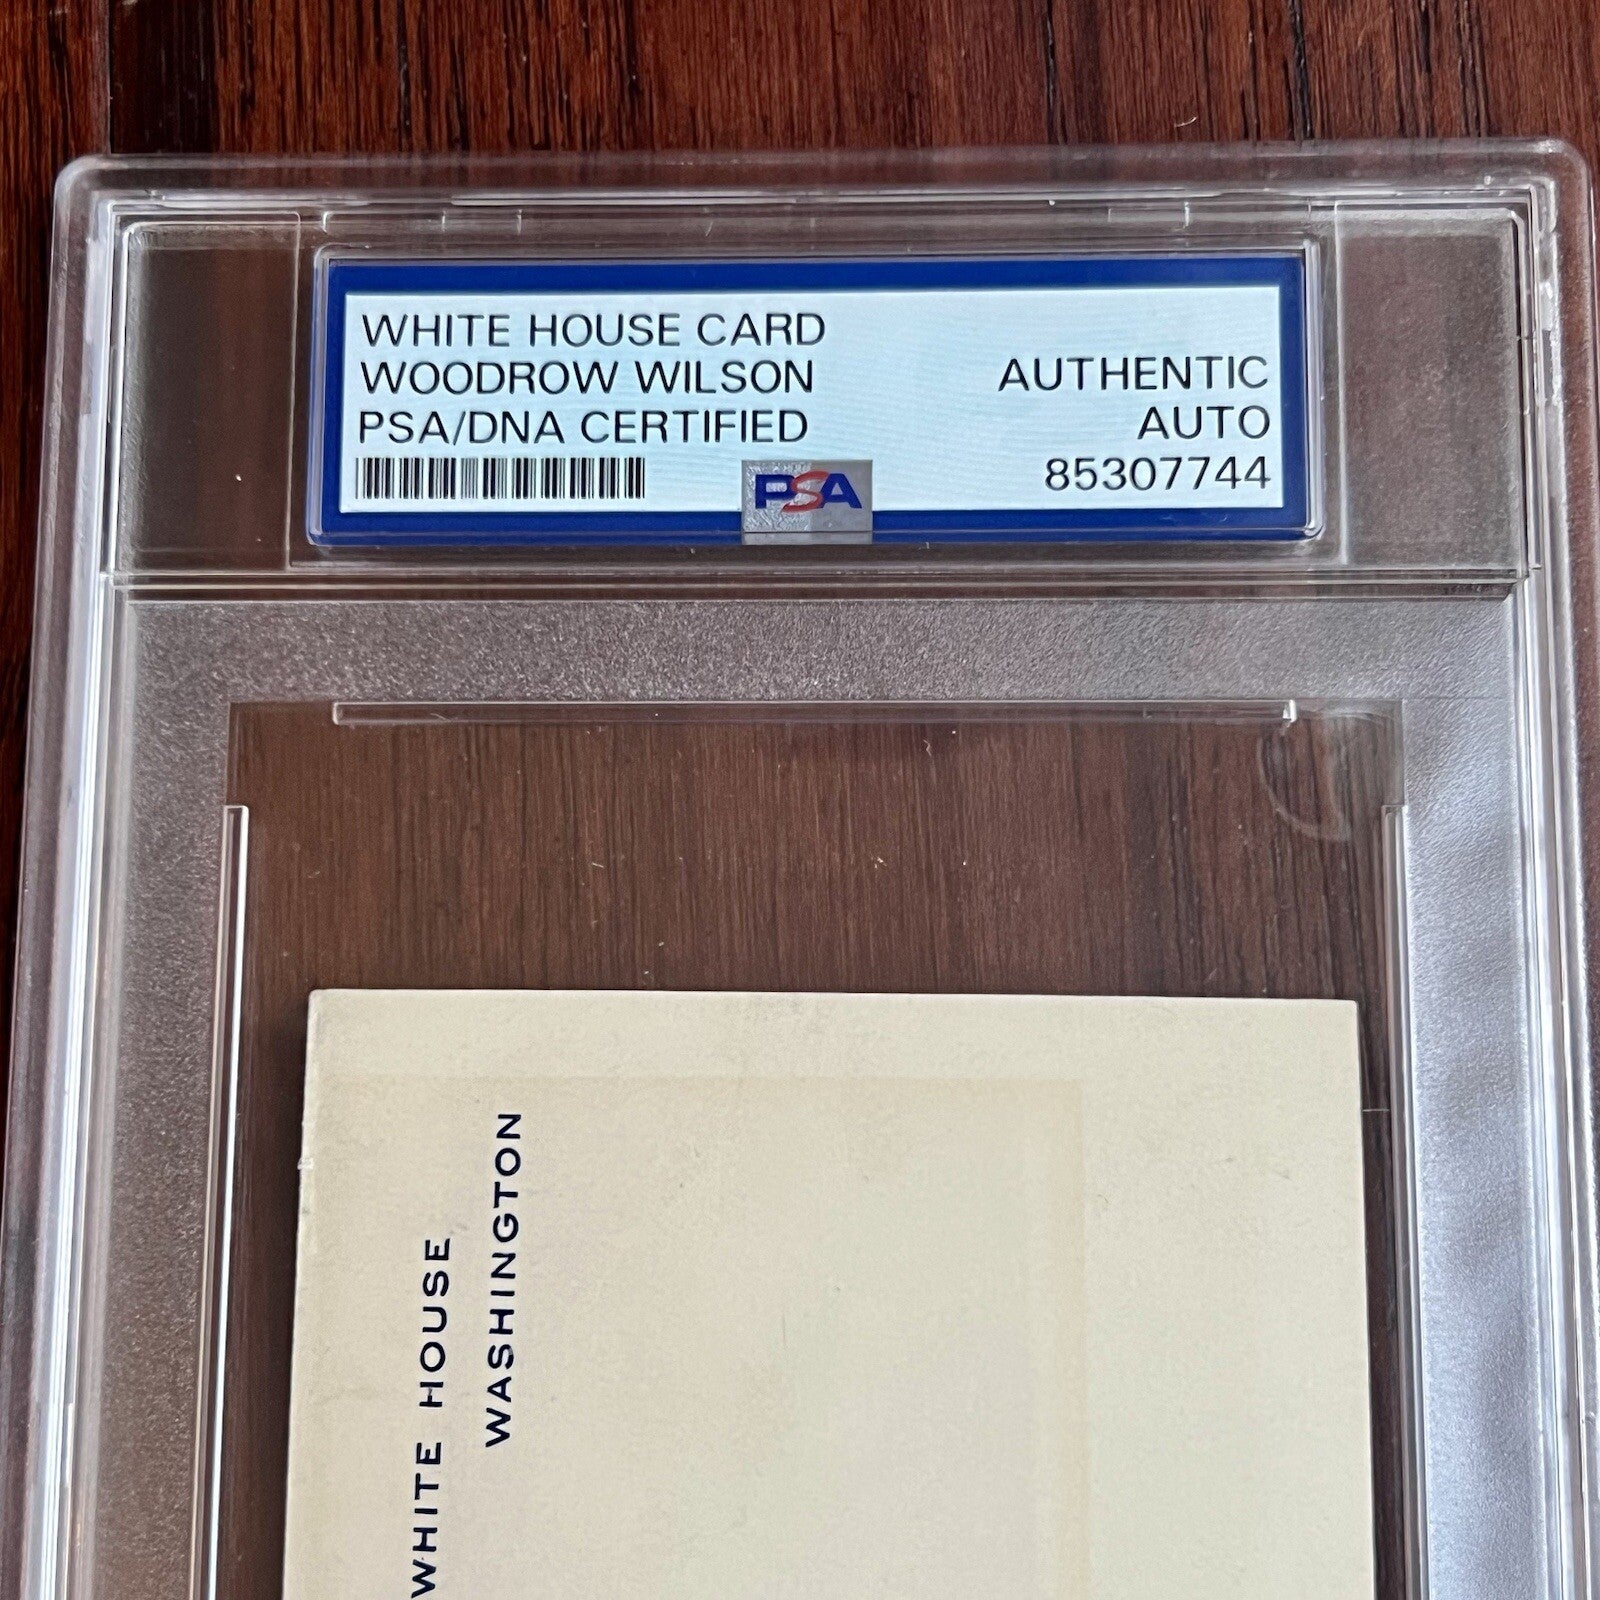 WHITE HOUSE CARD
WOODROW WILSON
PSA/DNA CERTIFIED
AUTHENTIC
AUTO
85307744
PSA
WHITE HOUSE
WASHINGTON